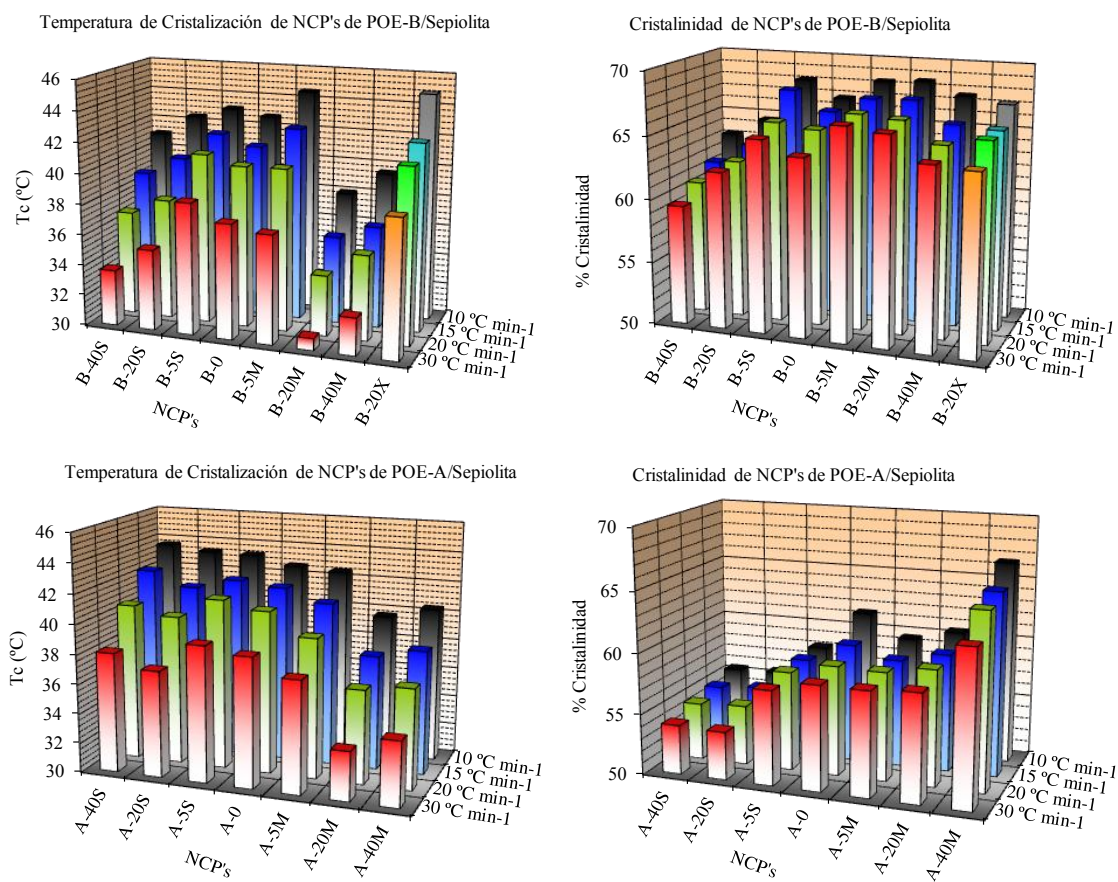 Temperatura de Cristalización de NCP's de POE-B/Sepiolita
46
44
42
40
38
36
34
32
30
Tc (ºC)
B-40S
B-20S
B-5S
B-0
B-5M
B-20M
B-40M
B-20X
NCP's
10 ºC min-1
15 ºC min-1
20 ºC min-1
30 ºC min-1
Cristalinidad de NCP's de POE-B/Sepiolita
70
65
60
55
50
% Cristalinidad
B-40S
B-20S
B-5S
B-0
B-5M
B-20M
B-40M
B-20X
NCP's
10 ºC min-1
15 ºC min-1
20 ºC min-1
30 ºC min-1
Temperatura de Cristalización de NCP's de POE-A/Sepiolita
46
44
42
40
38
36
34
32
30
Tc (ºC)
A-40S
A-20S
A-5S
A-0
A-5M
A-20M
A-40M
NCP's
10 ºC min-1
15 ºC min-1
20 ºC min-1
30 ºC min-1
Cristalinidad de NCP's de POE-A/Sepiolita
70
65
60
55
50
% Cristalinidad
A-40S
A-20S
A-5S
A-0
A-5M
A-20M
A-40M
NCP's
10 ºC min-1
15 ºC min-1
20 ºC min-1
30 ºC min-1